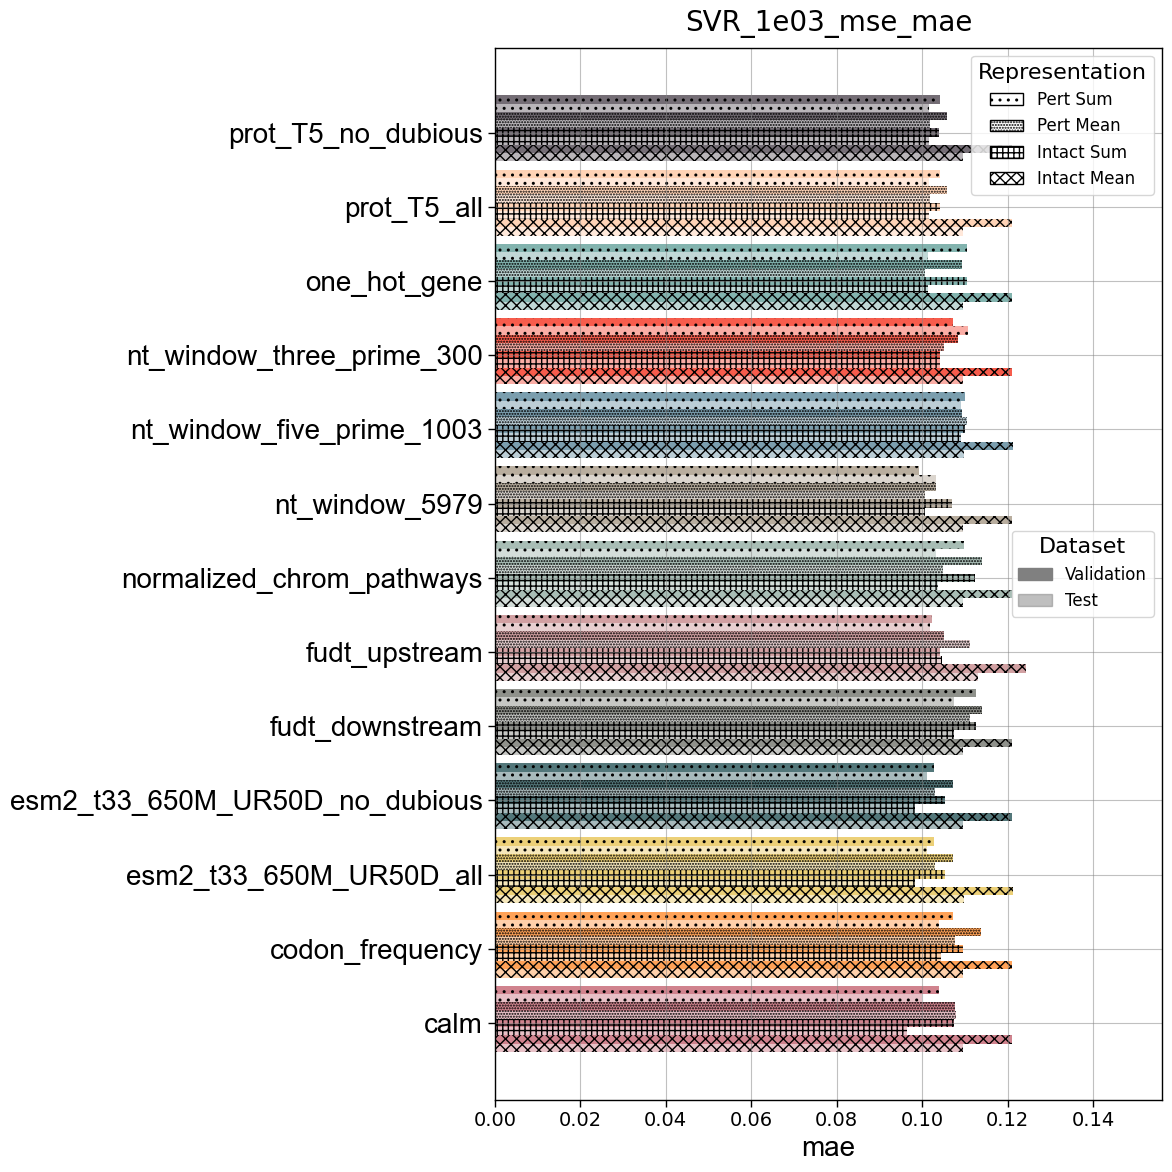 SVR_1e03_mse_mae
Representation
Pert Sum
Pert Mean
Intact Sum
Intact Mean
prot_T5_no_dubious
prot_T5_all
one_hot_gene
nt_window_three_prime_300
nt_window_five_prime_1003
nt_window_5979
Dataset
Validation
Test
normalized_chrom_pathways
fudt_upstream
fudt_downstream
esm2_t33_650M_UR50D_no_dubious
esm2_t33_650M_UR50D_all
codon_frequency
calm
0.00 0.02 0.04 0.06 0.08 0.10 0.12 0.14
mae